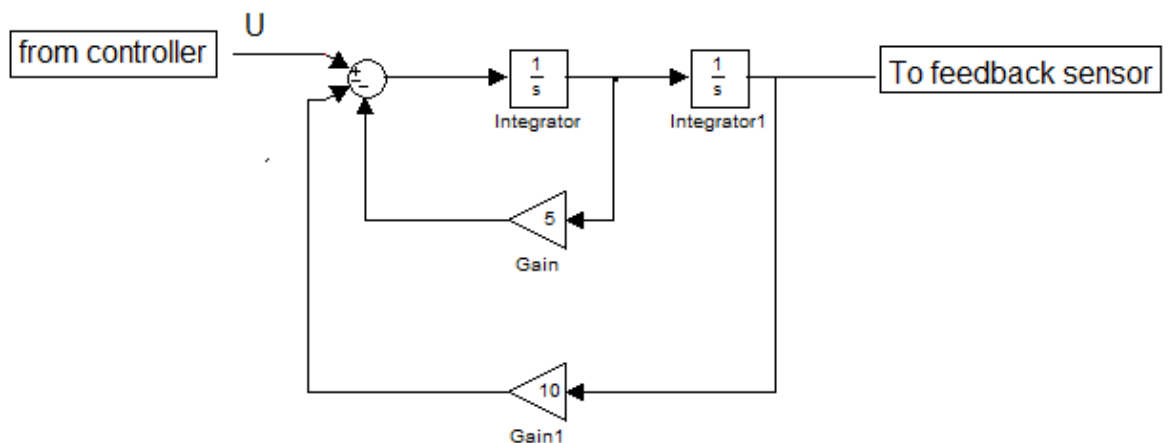 U
from controller
+
−
−
1
s
Integrator
1
s
Integrator1
To feedback sensor
5
Gain
10
Gain1